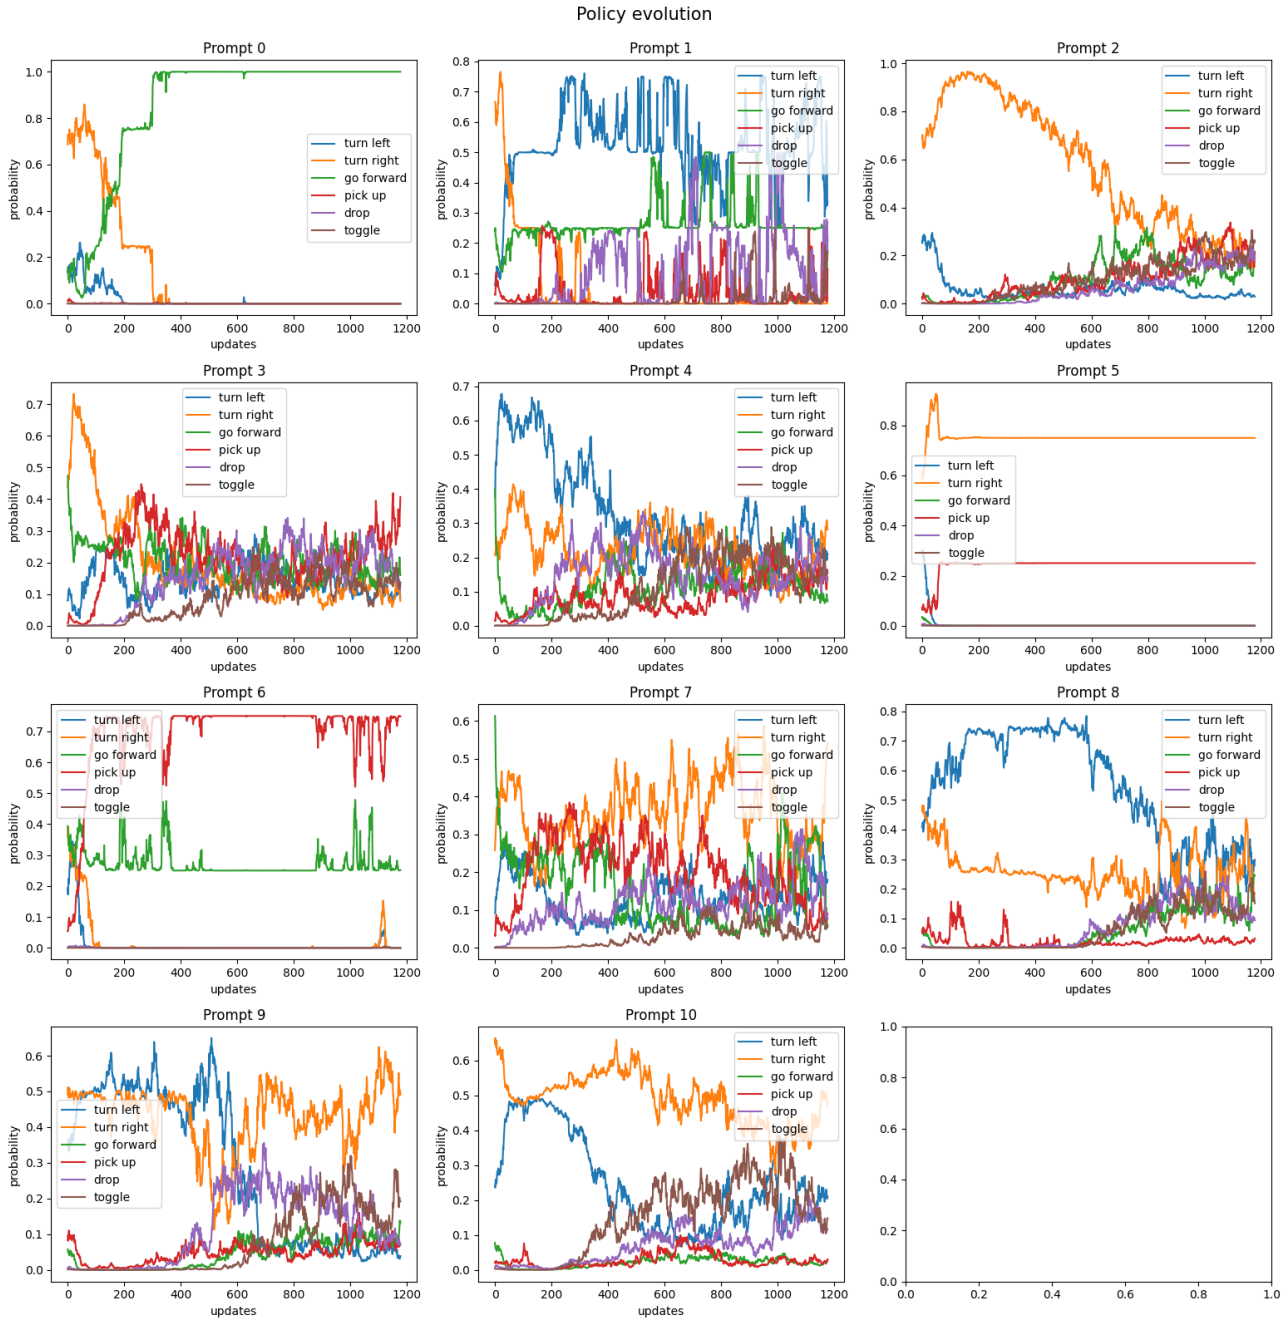 Policy evolution
Prompt 0
1.0
0.8
0.6
0.4
0.2
0.0
probability
turn left
turn right
go forward
pick up
drop
toggle
0 200 400 600 800 1000 1200
updates
Prompt 1
0.8
0.7
0.6
0.5
0.4
0.3
0.2
0.1
0.0
probability
turn left
turn right
go forward
pick up
drop
toggle
0 200 400 600 800 1000 1200
updates
Prompt 2
1.0
0.8
0.6
0.4
0.2
0.0
probability
turn left
turn right
go forward
pick up
drop
toggle
0 200 400 600 800 1000 1200
updates
Prompt 3
0.7
0.6
0.5
0.4
0.3
0.2
0.1
0.0
probability
turn left
turn right
go forward
pick up
drop
toggle
0 200 400 600 800 1000 1200
updates
Prompt 4
0.7
0.6
0.5
0.4
0.3
0.2
0.1
0.0
probability
turn left
turn right
go forward
pick up
drop
toggle
0 200 400 600 800 1000 1200
updates
Prompt 5
0.8
0.6
0.4
0.2
0.0
probability
turn left
turn right
go forward
pick up
drop
toggle
0 200 400 600 800 1000 1200
updates
Prompt 6
0.7
0.6
0.5
0.4
0.3
0.2
0.1
0.0
probability
turn left
turn right
go forward
pick up
drop
toggle
0 200 400 600 800 1000 1200
updates
Prompt 7
0.6
0.5
0.4
0.3
0.2
0.1
0.0
probability
turn left
turn right
go forward
pick up
drop
toggle
0 200 400 600 800 1000 1200
updates
Prompt 8
0.8
0.7
0.6
0.5
0.4
0.3
0.2
0.1
0.0
probability
turn left
turn right
go forward
pick up
drop
toggle
0 200 400 600 800 1000 1200
updates
Prompt 9
0.6
0.5
0.4
0.3
0.2
0.1
0.0
probability
turn left
turn right
go forward
pick up
drop
toggle
0 200 400 600 800 1000 1200
updates
Prompt 10
0.6
0.5
0.4
0.3
0.2
0.1
0.0
probability
turn left
turn right
go forward
pick up
drop
toggle
0 200 400 600 800 1000 1200
updates
1.0
0.8
0.6
0.4
0.2
0.0
0.0 0.2 0.4 0.6 0.8 1.0